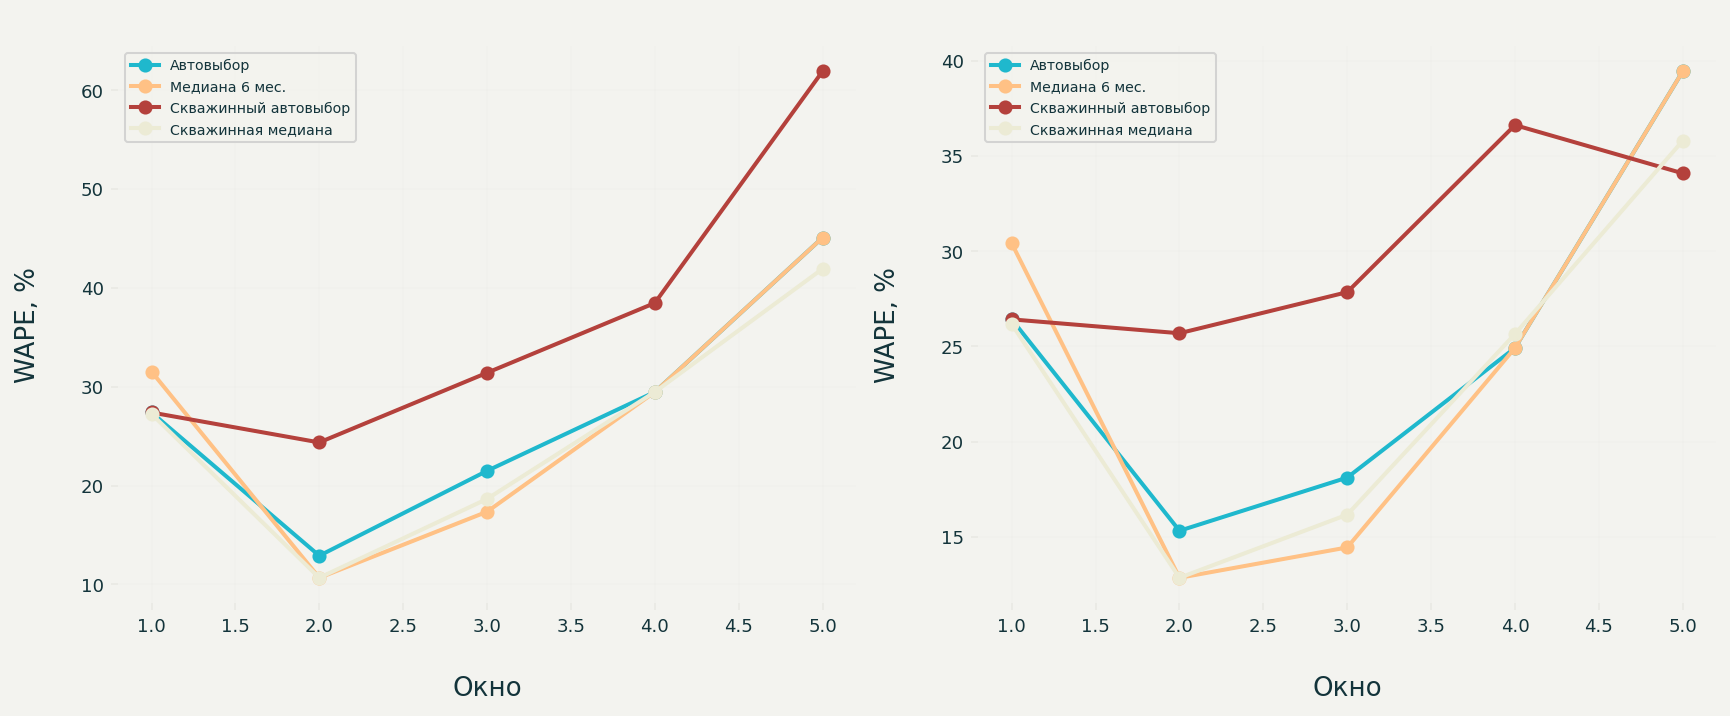 Автовыбор
Медиана 6 мес.
Скважинный автовыбор
Скважинная медиана
60
50
40
30
20
10
WAPE, %
1.0 1.5 2.0 2.5 3.0 3.5 4.0 4.5 5.0
Окно
Автовыбор
Медиана 6 мес.
Скважинный автовыбор
Скважинная медиана
40
35
30
25
20
15
WAPE, %
1.0 1.5 2.0 2.5 3.0 3.5 4.0 4.5 5.0
Окно